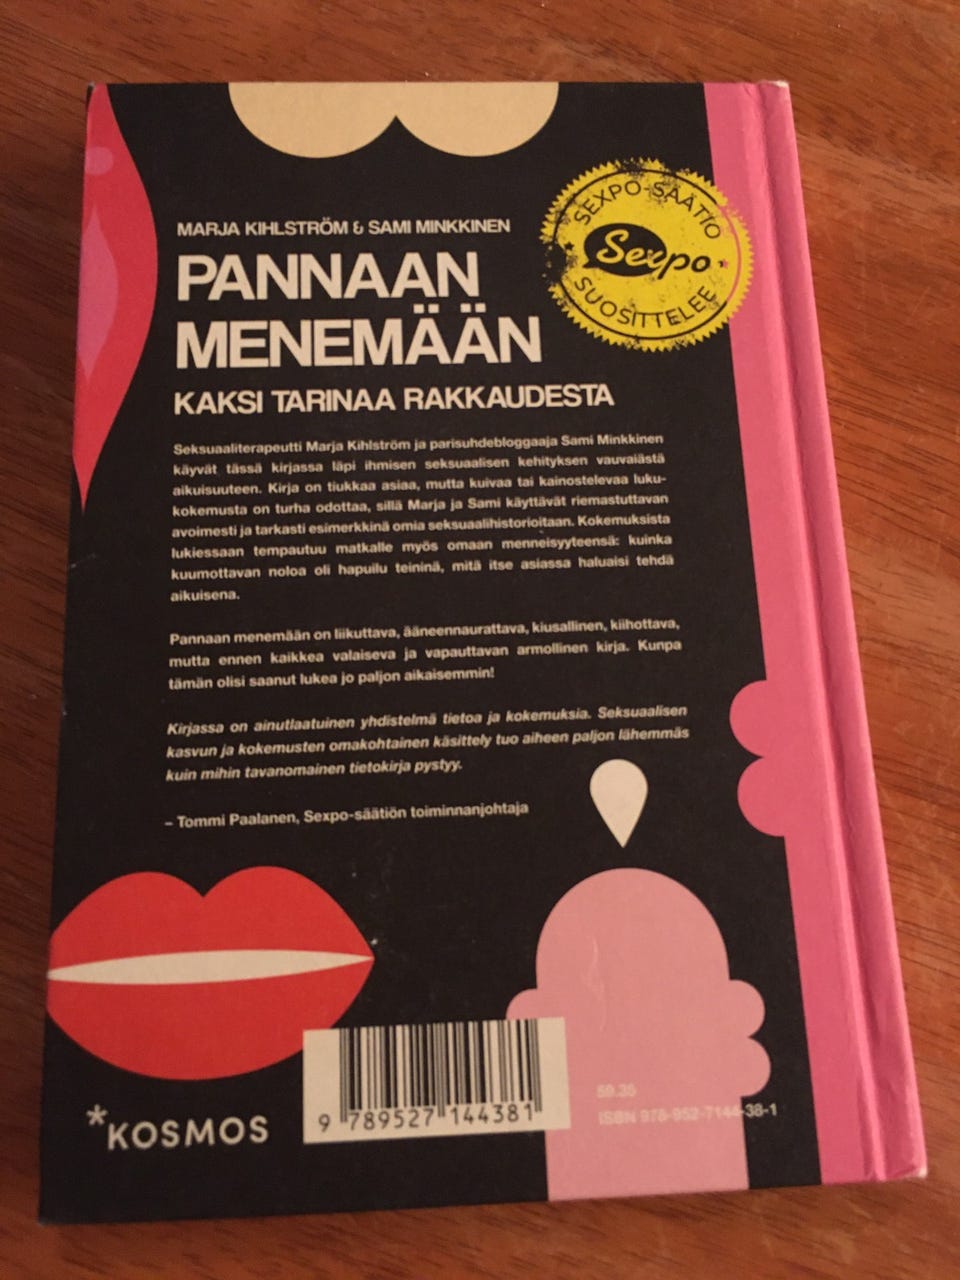 MARJA KIHLSTRÖM & SAMI MINKKINEN
PANNAAN
MENEMÄÄN
KAKSI TARINAA RAKKAUDESTA
SEXPO-SÄÄTIÖ
Sexpo
SUOSITTELEE
Seksuaaliterapeutti Marja Kihlström ja parisuhdebloggaaja Sami Minkkinen
käyvät tässä kirjassa läpi ihmisen seksuaalisen kehityksen vauvaiästä
aikuisuuteen. Kirja on tiukkaa asiaa, mutta kuivaa tai kainostelevaa luku-
kokemusta on turha odottaa, sillä Marja ja Sami käyttävät riemastuttavan
avoimesti ja tarkasti esimerkkinä omia seksuaalihistorioitaan. Kokemuksista
lukiessaan tempautuu matkalle myös omaan menneisyyteensä: kuinka
kuumottavan noloa oli hapuilu teininä, mitä itse asiassa haluaisi tehdä
aikuisena.
Pannaan menemään on liikuttava, ääneennaurattava, kiusallinen, kiihottava,
mutta ennen kaikkea valaiseva ja vapauttavan armollinen kirja. Kunpa
tämän olisi saanut lukea jo paljon aikaisemmin!
Kirjassa on ainutlaatuinen yhdistelmä tietoa ja kokemuksia. Seksuaalisen
kasvun ja kokemusten omakohtainen käsittely tuo aiheen paljon lähemmäs
kuin mihin tavanomainen tietokirja pystyy.
– Tommi Paalanen, Sexpo-säätiön toiminnanjohtaja
*KOSMOS
9 789527 144381
59.35
ISBN 978-952-7144-38-1